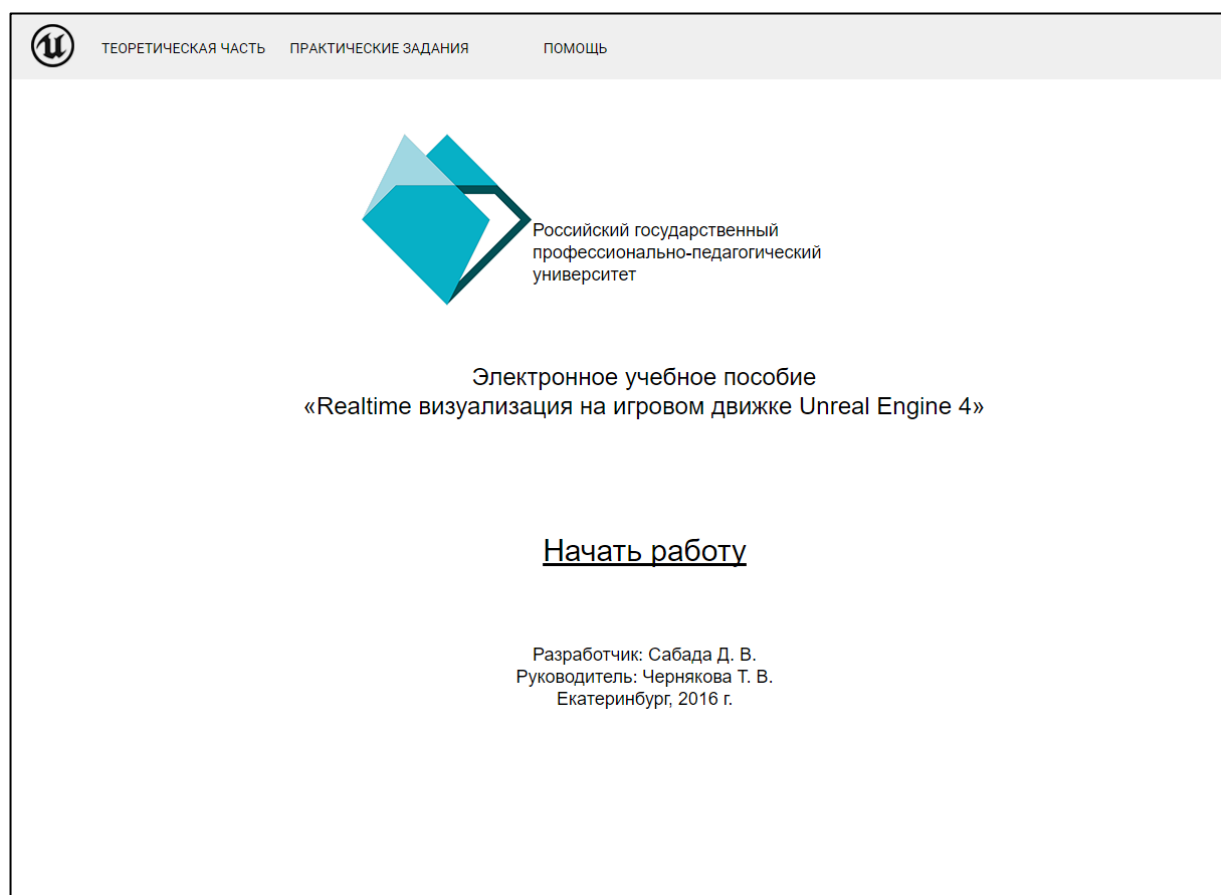 ТЕОРЕТИЧЕСКАЯ ЧАСТЬ ПРАКТИЧЕСКИЕ ЗАДАНИЯ ПОМОЩЬ
Российский государственный
профессионально-педагогический
университет
Электронное учебное пособие
«Realtime визуализация на игровом движке Unreal Engine 4»
Начать работу
Разработчик: Сабада Д. В.
Руководитель: Чернякова Т. В.
Екатеринбург, 2016 г.